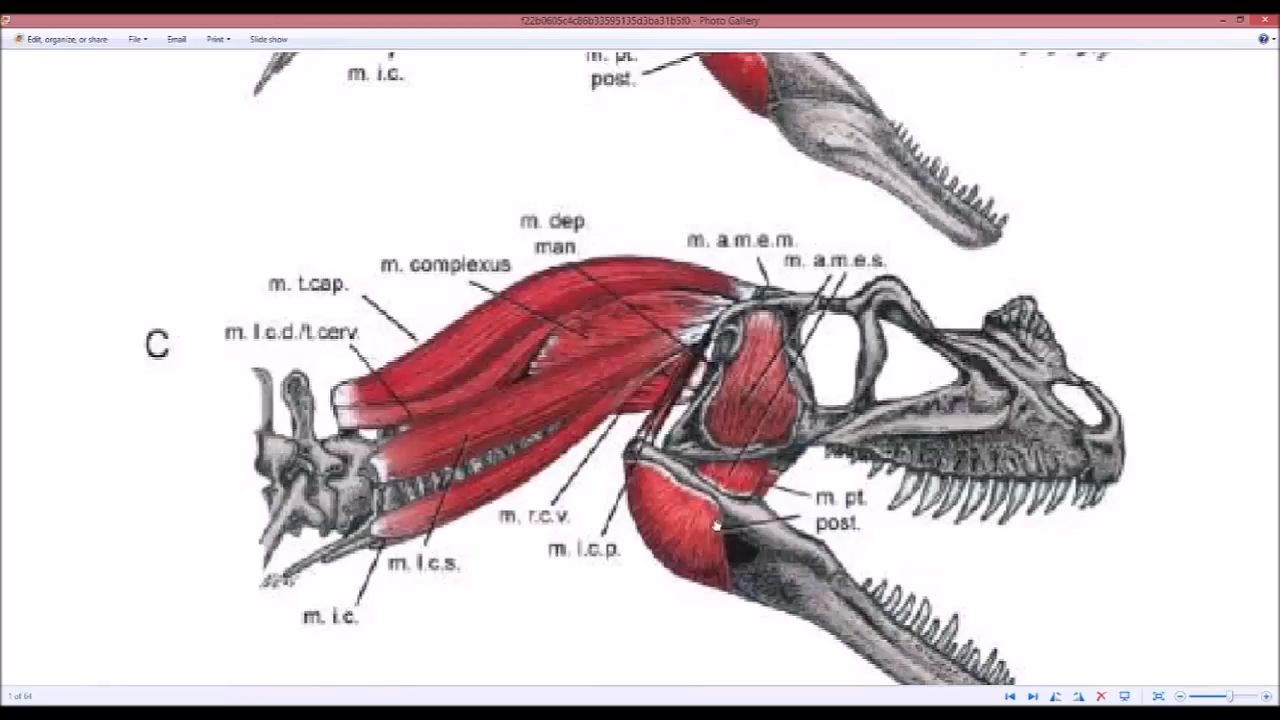 f22b0605c4c86b33595135d3ba31b5f0 - Photo Gallery
Edit, organize, or share File Email Print Slide show
m. i.c.
m. pt.
post.
m. dep
man
m. a.m.e.m.
m. a.m.e.s.
m. complexus
m. t.cap.
m. l.c.d./t.cerv.
C
m. pt.
post.
m. r.c.v.
m. l.c.p.
m. l.c.s.
m. i.c.
1 of 64